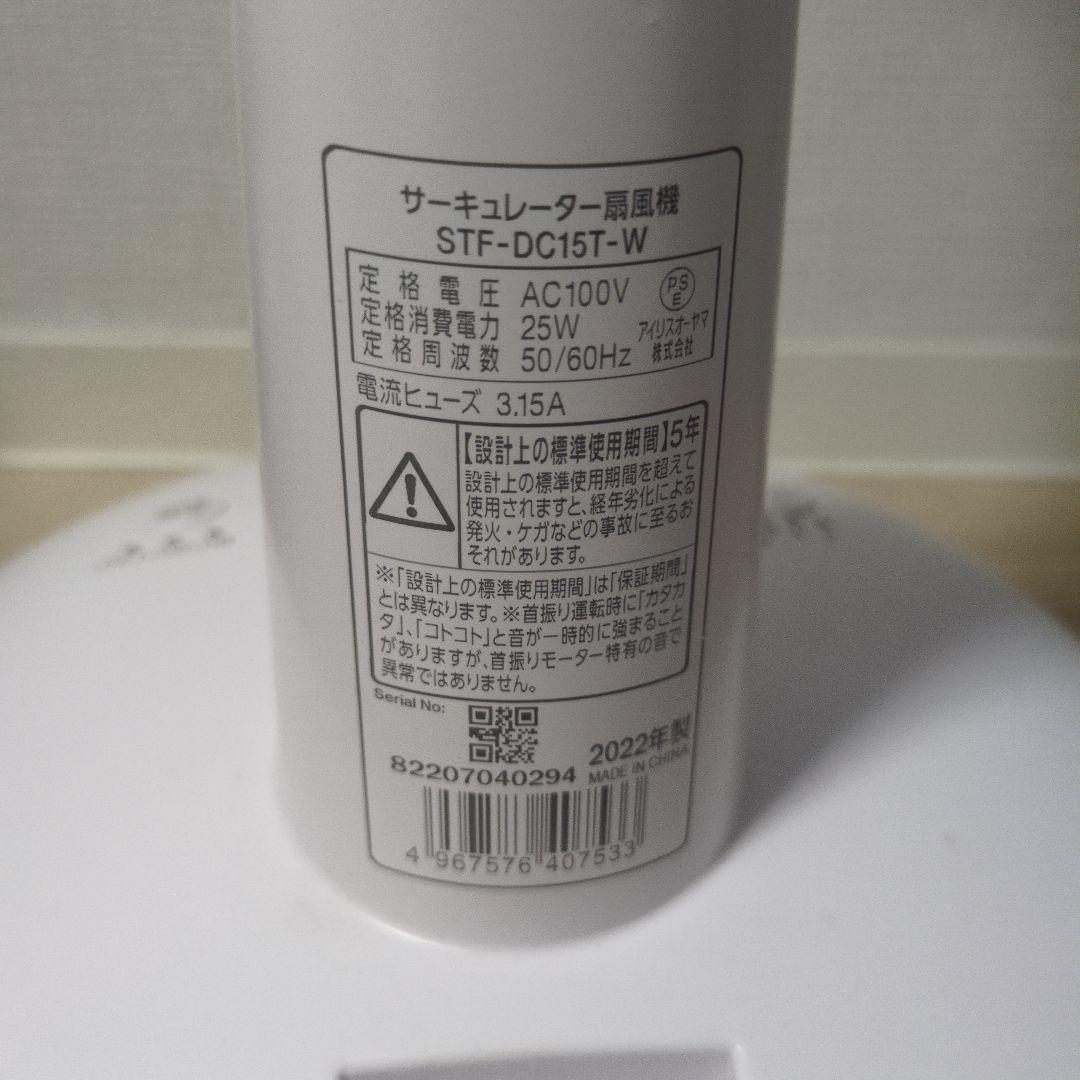 サーキュレーター扇風機
STF-DC15T-W
定格電圧 AC100V
定格消費電力 25W
定格周波数 50/60Hz
PS
E
アイリスオーヤマ
株式会社
電流ヒューズ 3.15A
【設計上の標準使用期間】5年
設計上の標準使用期間を超えて
使用されますと、経年劣化による
発火・ケガなどの事故に至るお
それがあります。
※「設計上の標準使用期間」は「保証期間」
とは異なります。※首振り運転時に「カタカ
タ」、「コトコト」と音が一時的に強まること
がありますが、首振りモーター特有の音で
異常ではありません。
Serial No:
82207040294
2022年製
MADE IN CHINA
4 967576 407533